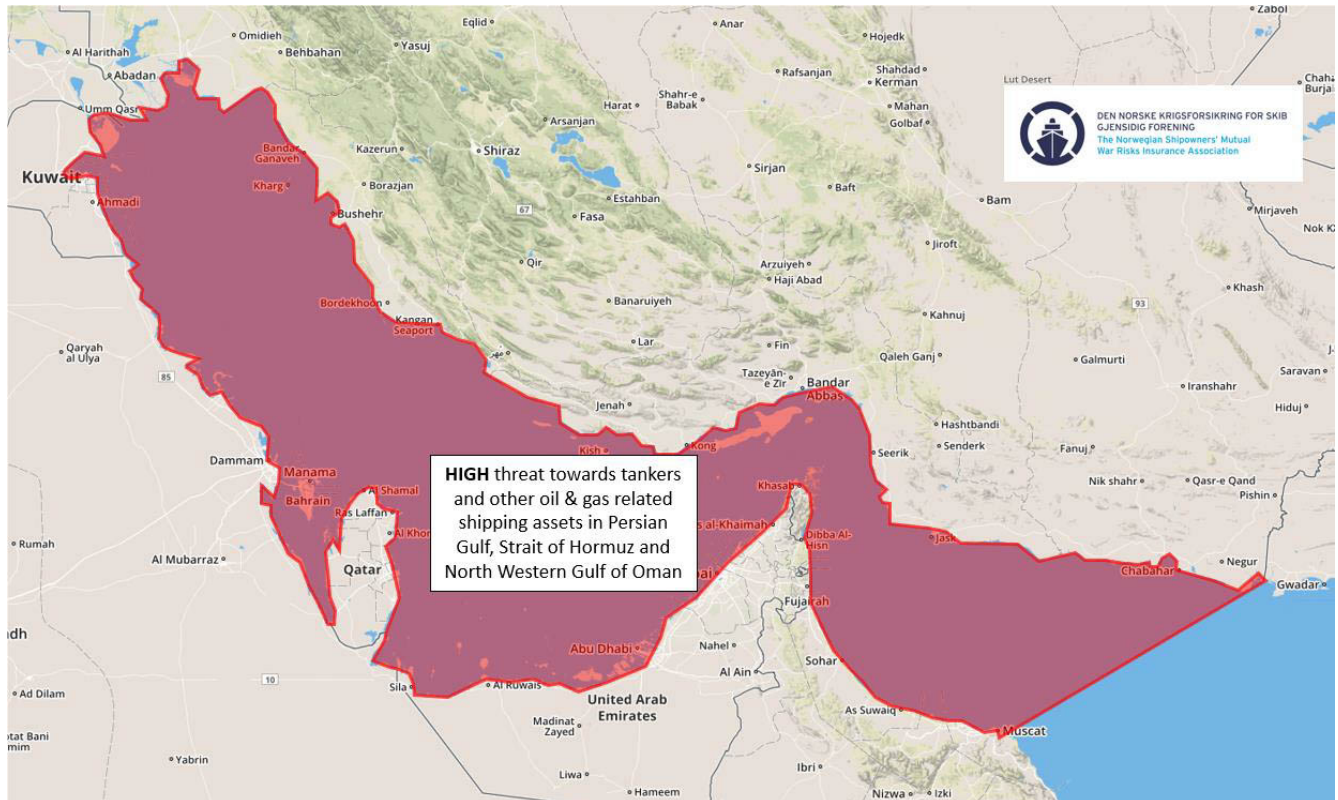 Zabol
Anar
Hojedk
Eqlid
Omidieh
Yasuj
Al Harithah
Behbahan
Shahdad
Rafsanjan
Kerman
Lut Desert
Abadan
Harat
Shahr-e
Babak
Mahan
Golbaf
Umm Qasr
Arsanjan
DEN NORSKE KRIGSFORSIKRING FOR SKIB
GJENSIDIG FORENING
The Norwegian Shipowners' Mutual
War Risks Insurance Association
Bandar
Ganaveh
Kazerun
Shiraz
Sirjan
Kuwait
Kharg
Borazjan
Baft
Estahban
Bam
Ahmadi
Bushehr
67
Fasa
Mirjaveh
Jiroft
Qir
Arzuiyeh
Haji Abad
Khash
Bordekhoon
Banaruiyeh
93
Kangan
Seaport
Kahnuj
Lar
Fin
Qaryah
al Ulya
مهر
Qaleh Ganj
Galmurti
Saravan
85
Tazeyān-
e Zir
Bandar
Abbas
Iranshahr
Jenah
Hiduj
Hashtbandi
Kong
Senderk
Fanuj
Kish
Seerik
Dammam
Manama
Nik shahr
Qasr-e Qand
Pishin
Bahrain
Al Shamal
Khasab
HIGH threat towards tankers
and other oil & gas related
shipping assets in Persian
Gulf, Strait of Hormuz and
North Western Gulf of Oman
Ras Laffan
s al-Khaimah
Al Khor
Dibba Al-
Hisn
Jask
Rumah
Al Mubarraz
Qatar
Chabahar
Negur
Gwadar
Fujairah
Abu Dhabi
Nahel
Sohar
Al Ain
10
Sila
Al Ruwais
United Arab
Emirates
Ad Dilam
As Suwaiq
Madinat
Zayed
Muscat
Yabrin
Liwa
Ibri
Hameem
Nizwa
Izki